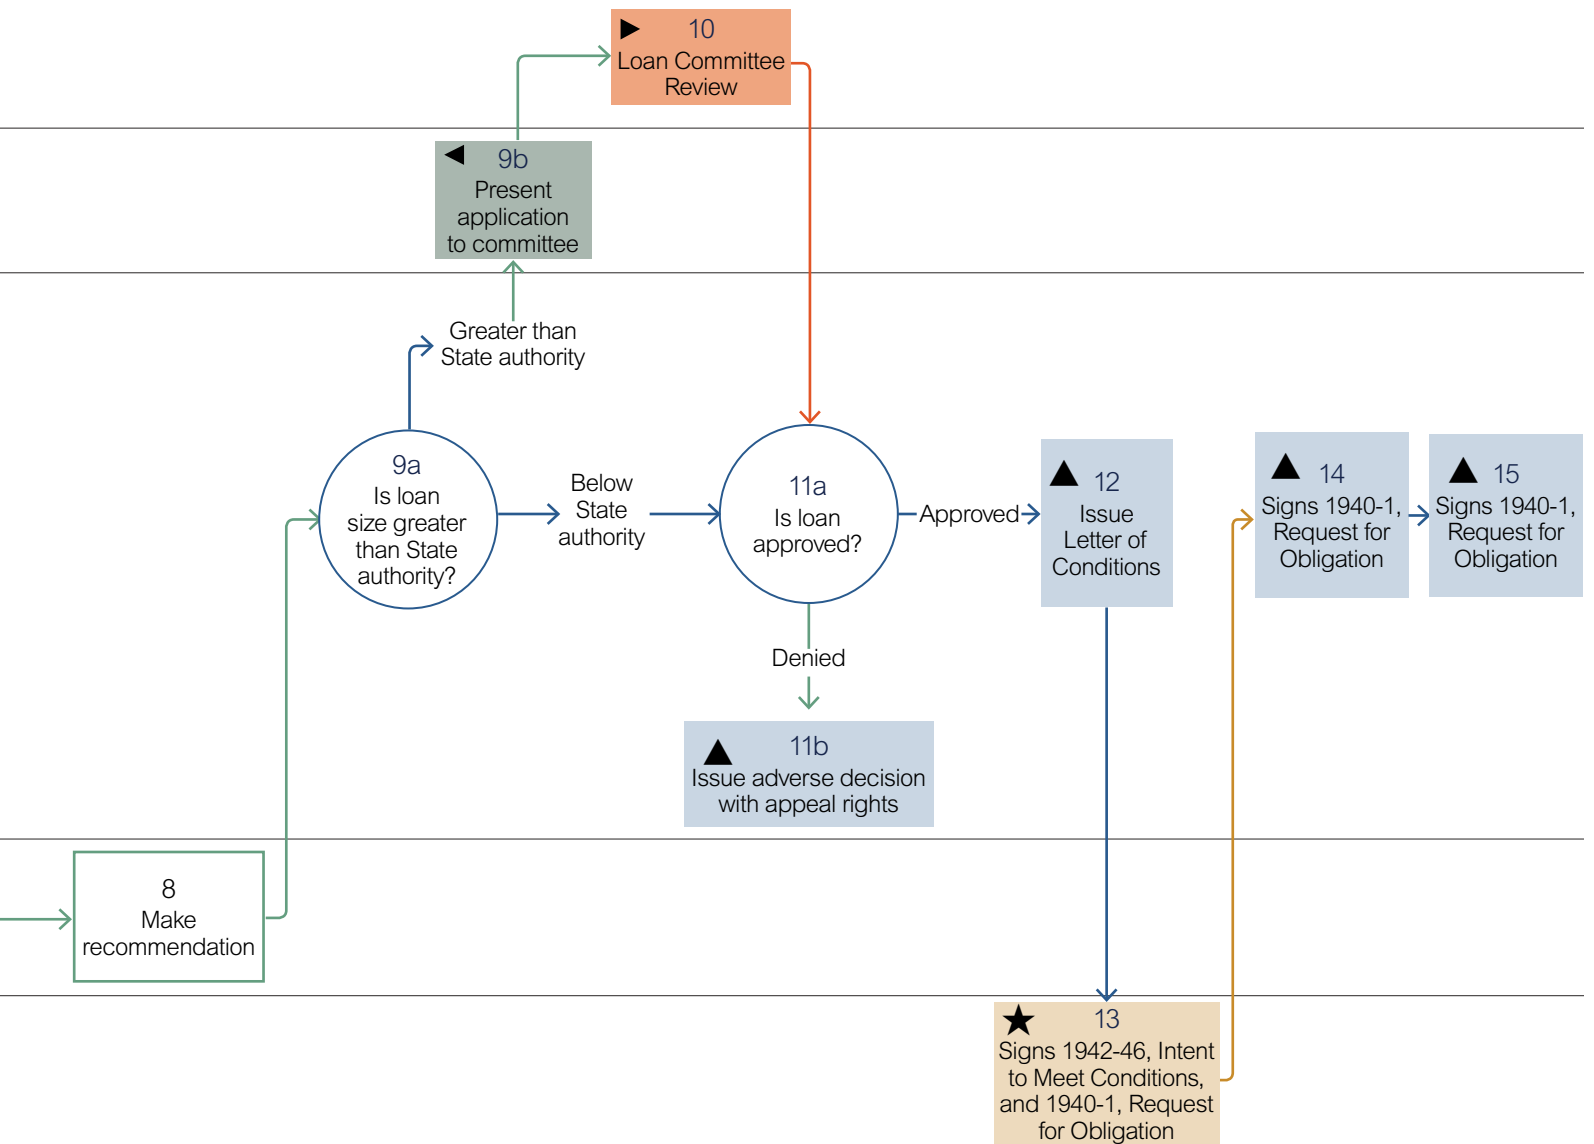 10
Loan Committee
Review
9b
Present
application
to committee
Greater than
State authority
9a
Is loan
size greater
than State
authority?
Below
State
authority
11a
Is loan
approved?
Approved
12
Issue
Letter of
Conditions
14
Signs 1940-1,
Request for
Obligation
15
Signs 1940-1,
Request for
Obligation
Denied
11b
Issue adverse decision
with appeal rights
8
Make
recommendation
13
Signs 1942-46, Intent
to Meet Conditions,
and 1940-1, Request
for Obligation